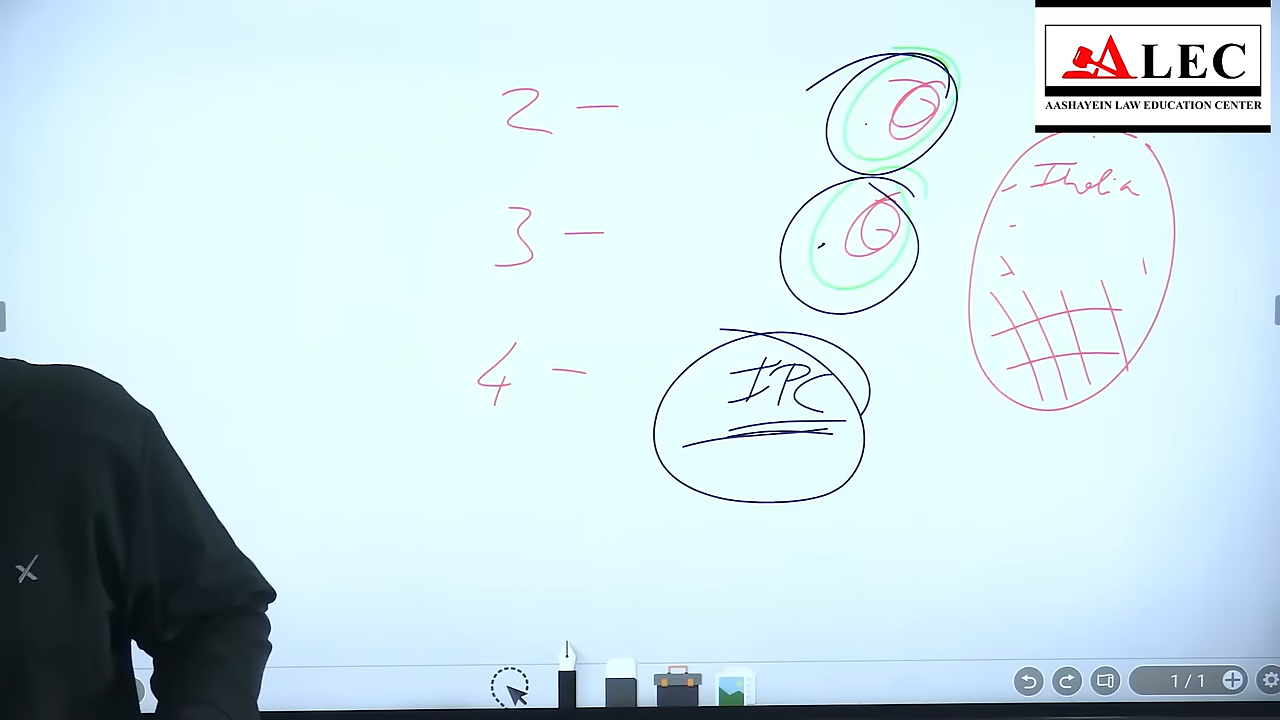 ALEC
AASHAYEIN LAW EDUCATION CENTER
2 —
India
3 —
4 —
IPC
1/1